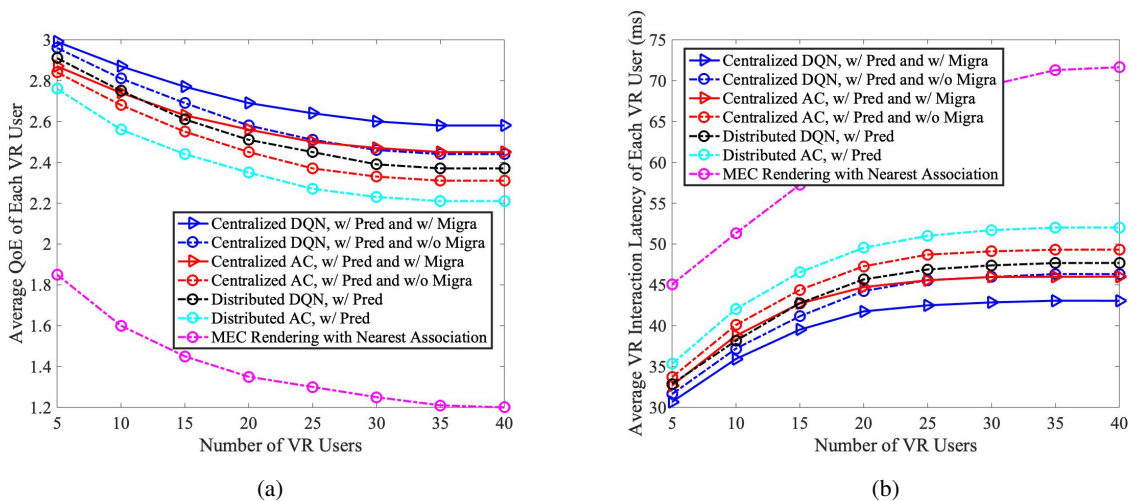 3
2.8
2.6
2.4
2.2
2
1.8
1.6
1.4
1.2
5
10
15
20
25
30
35
40
Average QoE of Each VR User
Number of VR Users
Centralized DQN, w/ Pred and w/ Migra
Centralized DQN, w/ Pred and w/o Migra
Centralized AC, w/ Pred and w/ Migra
Centralized AC, w/ Pred and w/o Migra
Distributed DQN, w/ Pred
Distributed AC, w/ Pred
MEC Rendering with Nearest Association
(a)
75
70
65
60
55
50
45
40
35
30
5
10
15
20
25
30
35
40
Average VR Interaction Latency of Each VR User (ms)
Number of VR Users
Centralized DQN, w/ Pred and w/ Migra
Centralized DQN, w/ Pred and w/o Migra
Centralized AC, w/ Pred and w/ Migra
Centralized AC, w/ Pred and w/o Migra
Distributed DQN, w/ Pred
Distributed AC, w/ Pred
MEC Rendering with Nearest Association
(b)